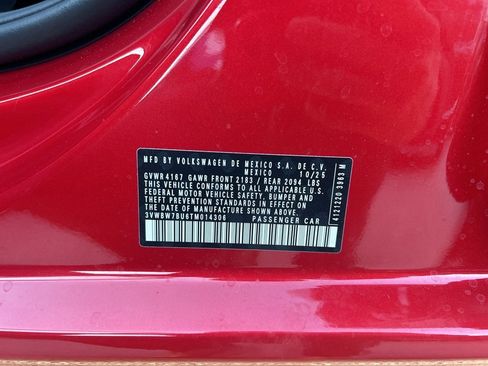 MFD BY VOLKSWAGEN DE MEXICO S.A. DE C.V.
MEXICO 10/25
GVWR 4167 GAWR FRONT 2183 / REAR 2094 LBS
THIS VEHICLE CONFORMS TO ALL APPLICABLE U.S.
FEDERAL MOTOR VEHICLE SAFETY, BUMPER AND
THEFT PREVENTION STANDARDS IN EFFECT ON
THE DATE OF MANUFACTURE SHOWN ABOVE
3VWBW7BU6TM014306 PASSENGER CAR
4121220 3963 M